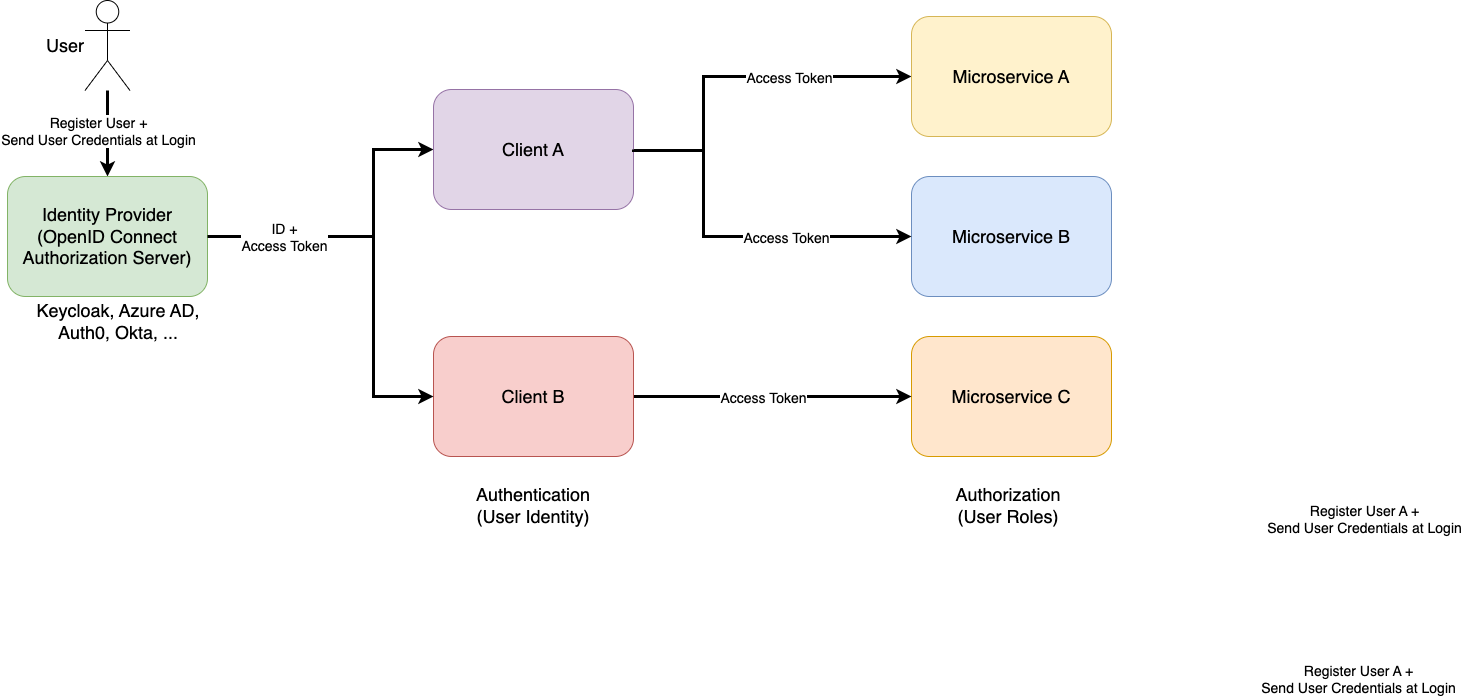 User
Register User +
Send User Credentials at Login
Identity Provider
(OpenID Connect
Authorization Server)
Keycloak, Azure AD,
Auth0, Okta, ...
ID +
Access Token
Client A
Client B
Access Token
Access Token
Access Token
Microservice A
Microservice B
Microservice C
Authentication
(User Identity)
Authorization
(User Roles)
Register User A +
Send User Credentials at Login
Register User A +
Send User Credentials at Login